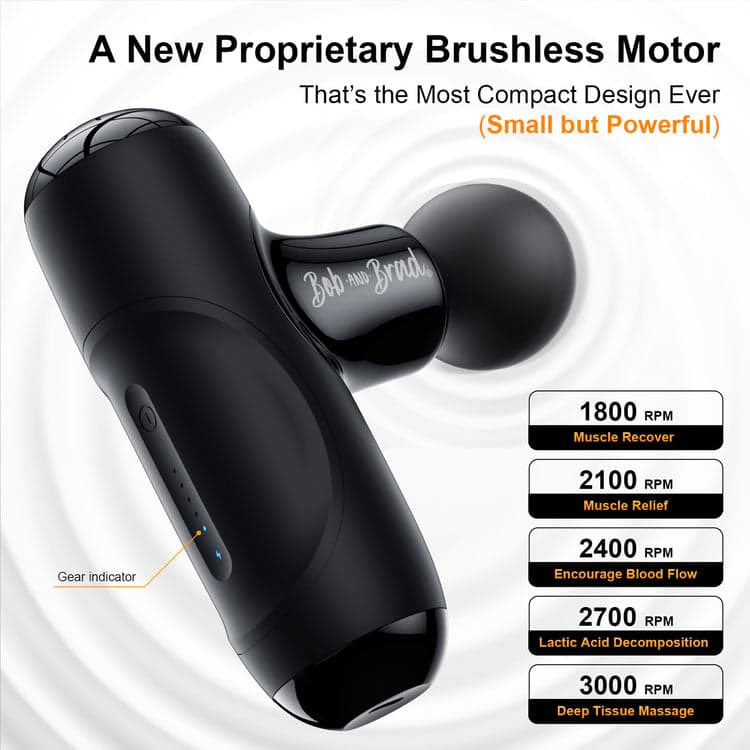 A New Proprietary Brushless Motor
That's the Most Compact Design Ever
(Small but Powerful)
Bob AND Brad®
1800 RPM
Muscle Recover
2100 RPM
Muscle Relief
2400 RPM
Encourage Blood Flow
Gear indicator
2700 RPM
Lactic Acid Decomposition
3000 RPM
Deep Tissue Massage